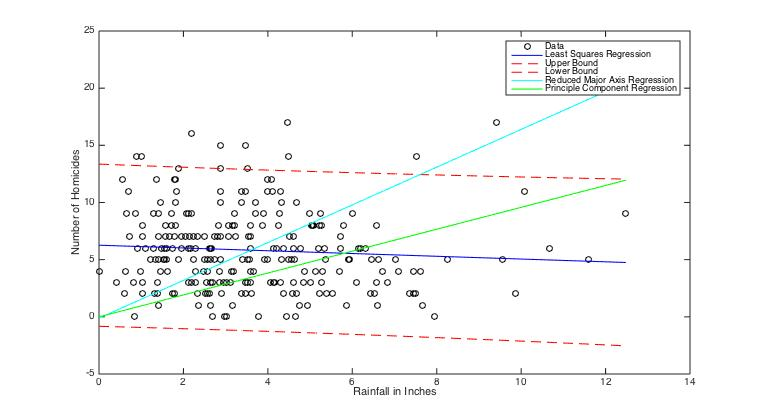 25
20
15
10
5
0
-5
Number of Homicides
0 2 4 6 8 10 12 14
Rainfall in Inches
Data
Least Squares Regression
Upper Bound
Lower Bound
Reduced Major Axis Regression
Principle Component Regression